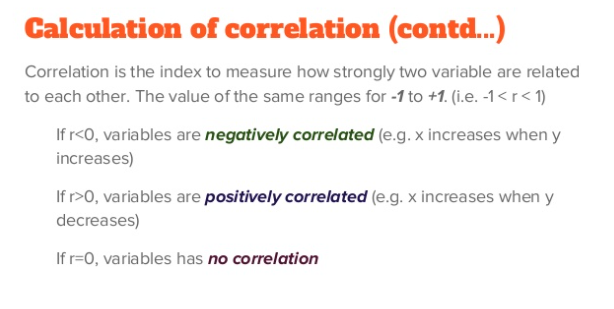 Calculation of correlation (contd...)
Correlation is the index to measure how strongly two variable are related
to each other. The value of the same ranges for -1 to +1. (i.e. -1 < r < 1)
If r<0, variables are negatively correlated (e.g. x increases when y
increases)
If r>0, variables are positively correlated (e.g. x increases when y
decreases)
If r=0, variables has no correlation